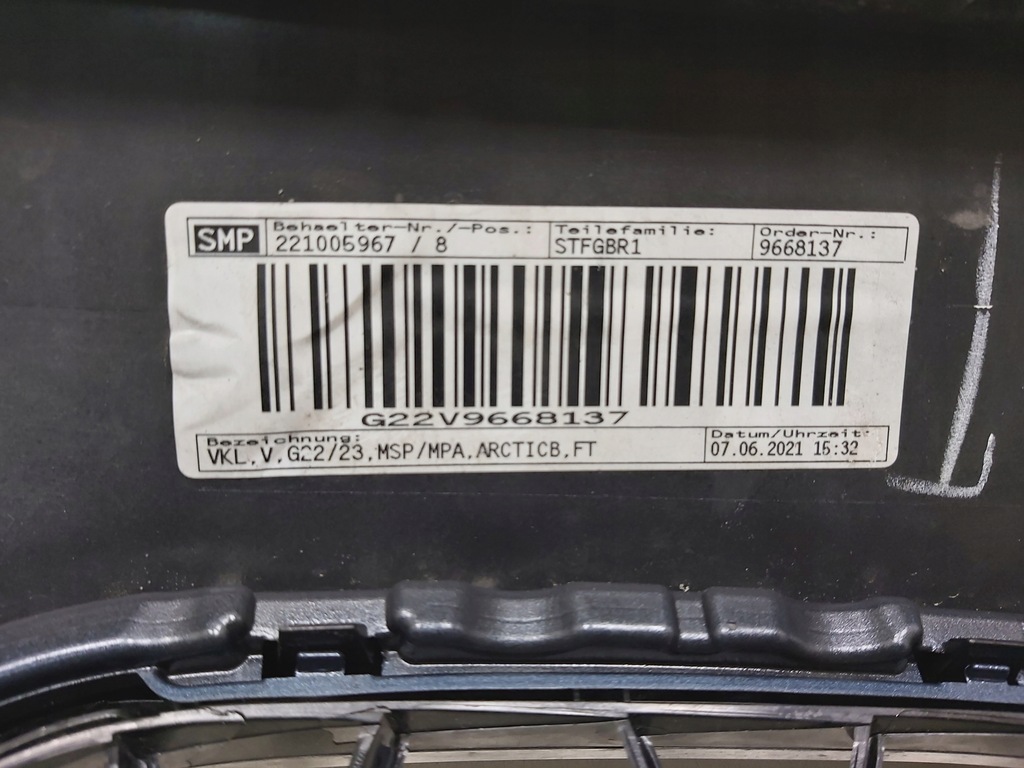 SMP
Behaelter-Nr./-Pos.: Teilefamilie: Order-Nr.:
221005967 / 8 STFGBR1 9668137
G22V9668137
Bezeichnung: Datum/Uhrzeit:
VKL,V,G22/23,MSP/MPA,ARCTICB,FT 07.06.2021 15:32